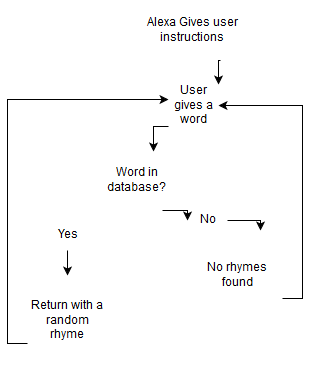 Alexa Gives user
instructions
User
gives a
word
Word in
database?
No
Yes
No rhymes
found
Return with a
random
rhyme